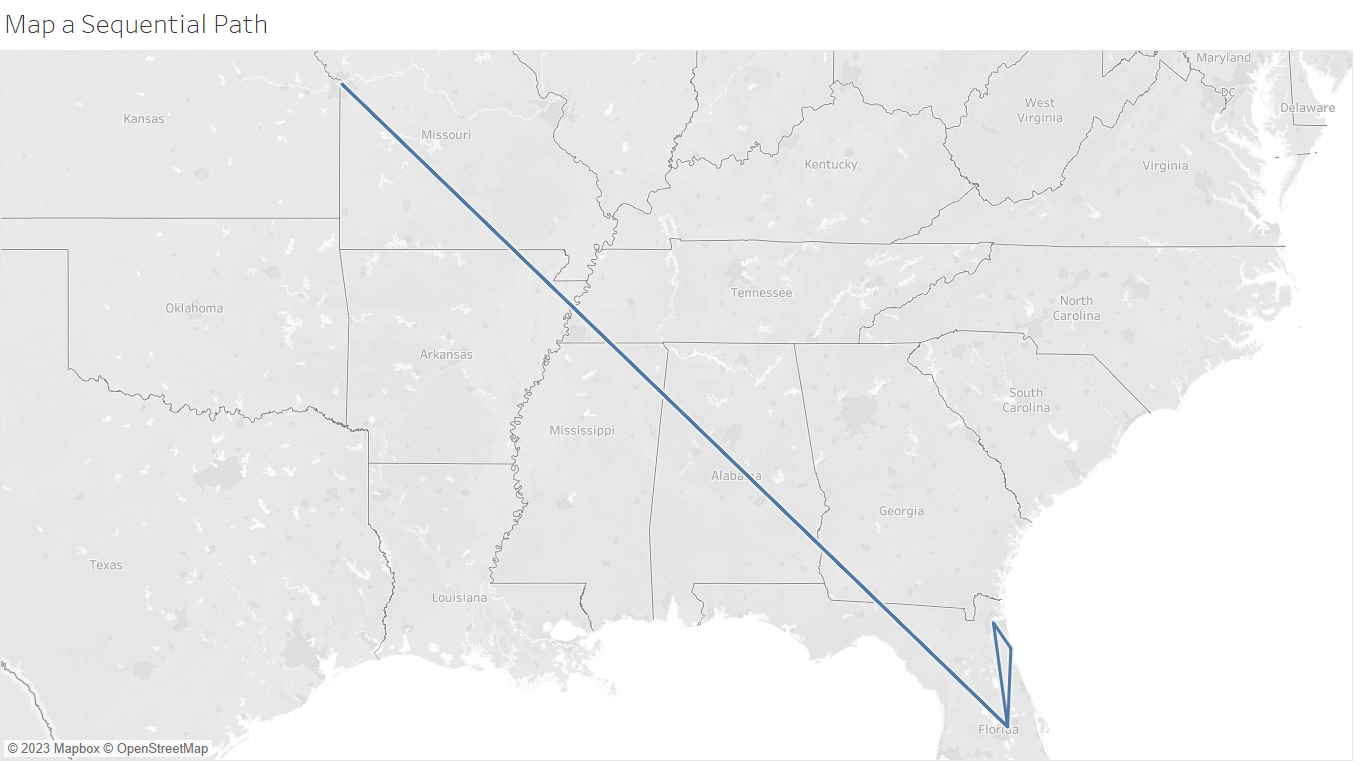 Map a Sequential Path
Maryland
DC
Delaware
West
Virginia
Kansas
Missouri
Kentucky
Virginia
Oklahoma
Tennessee
North
Carolina
Arkansas
South
Carolina
Mississippi
Alabama
Georgia
Texas
Louisiana
Florida
© 2023 Mapbox © OpenStreetMap